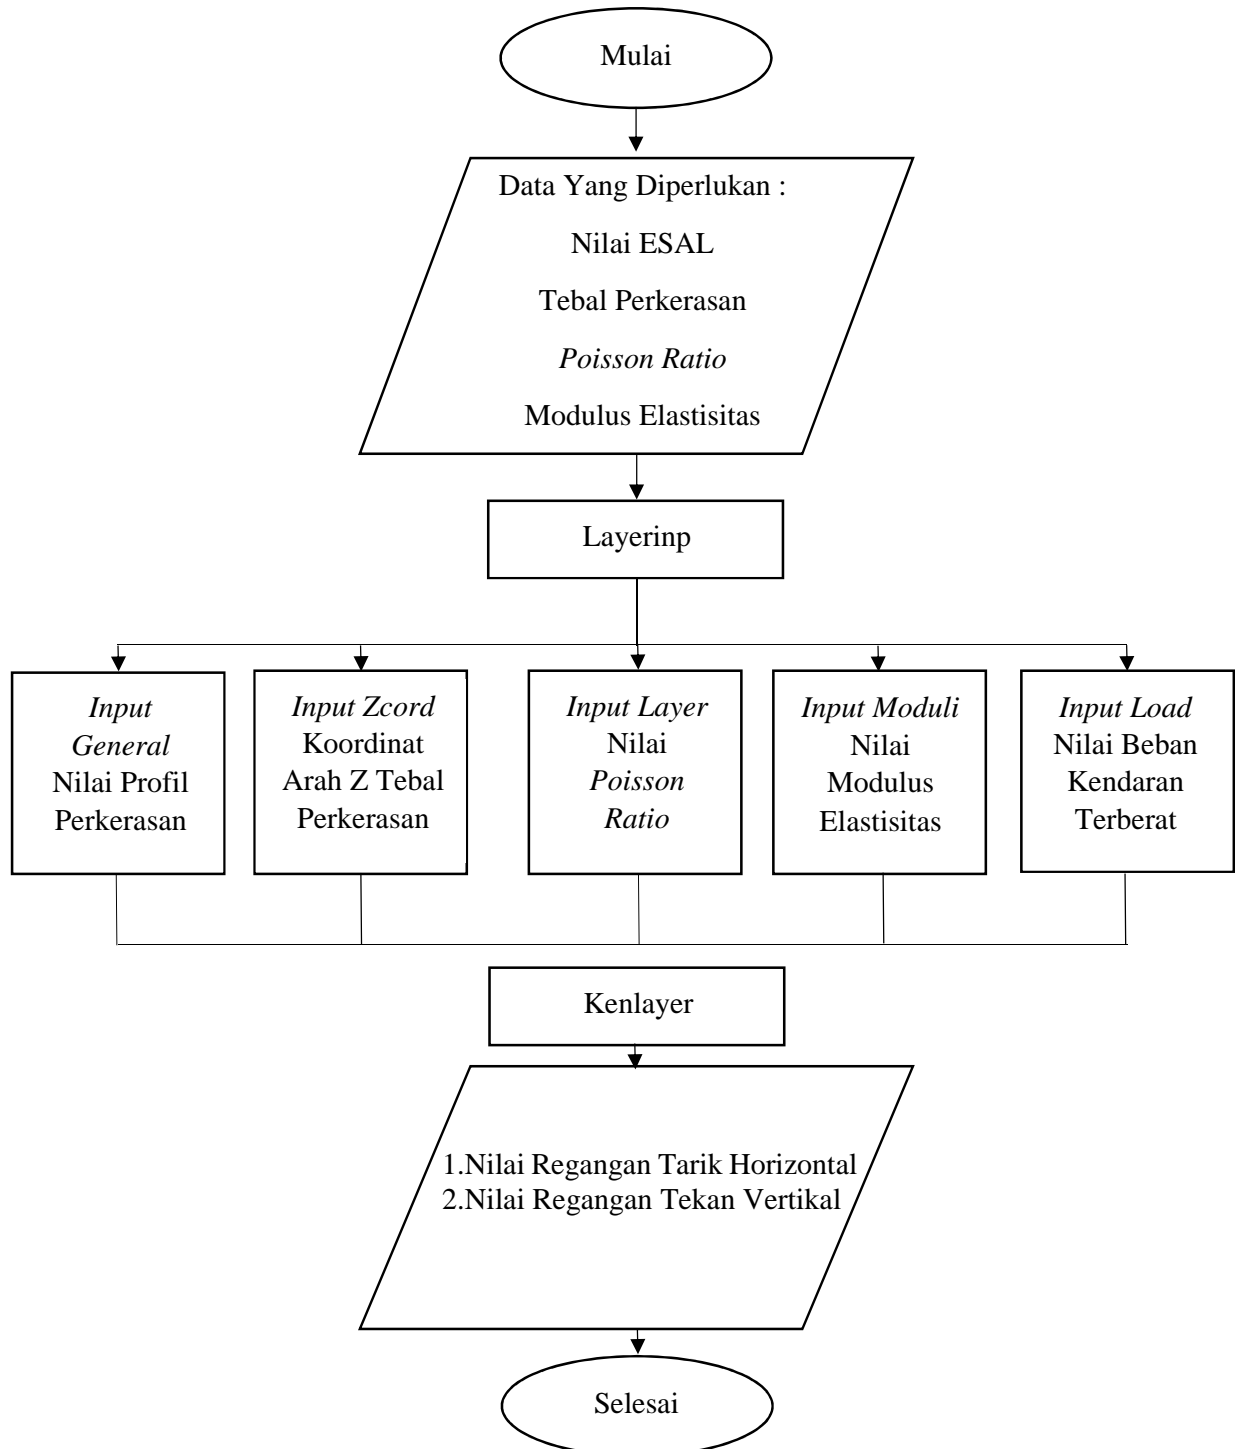 Mulai
Data Yang Diperlukan :
Nilai ESAL
Tebal Perkerasan
Poisson Ratio
Modulus Elastisitas
Layerinp
Input
General
Nilai Profil
Perkerasan
Input Zcord
Koordinat
Arah Z Tebal
Perkerasan
Input Layer
Nilai
Poisson
Ratio
Input Moduli
Nilai
Modulus
Elastisitas
Input Load
Nilai Beban
Kendaran
Terberat
Kenlayer
1.Nilai Regangan Tarik Horizontal
2.Nilai Regangan Tekan Vertikal
Selesai